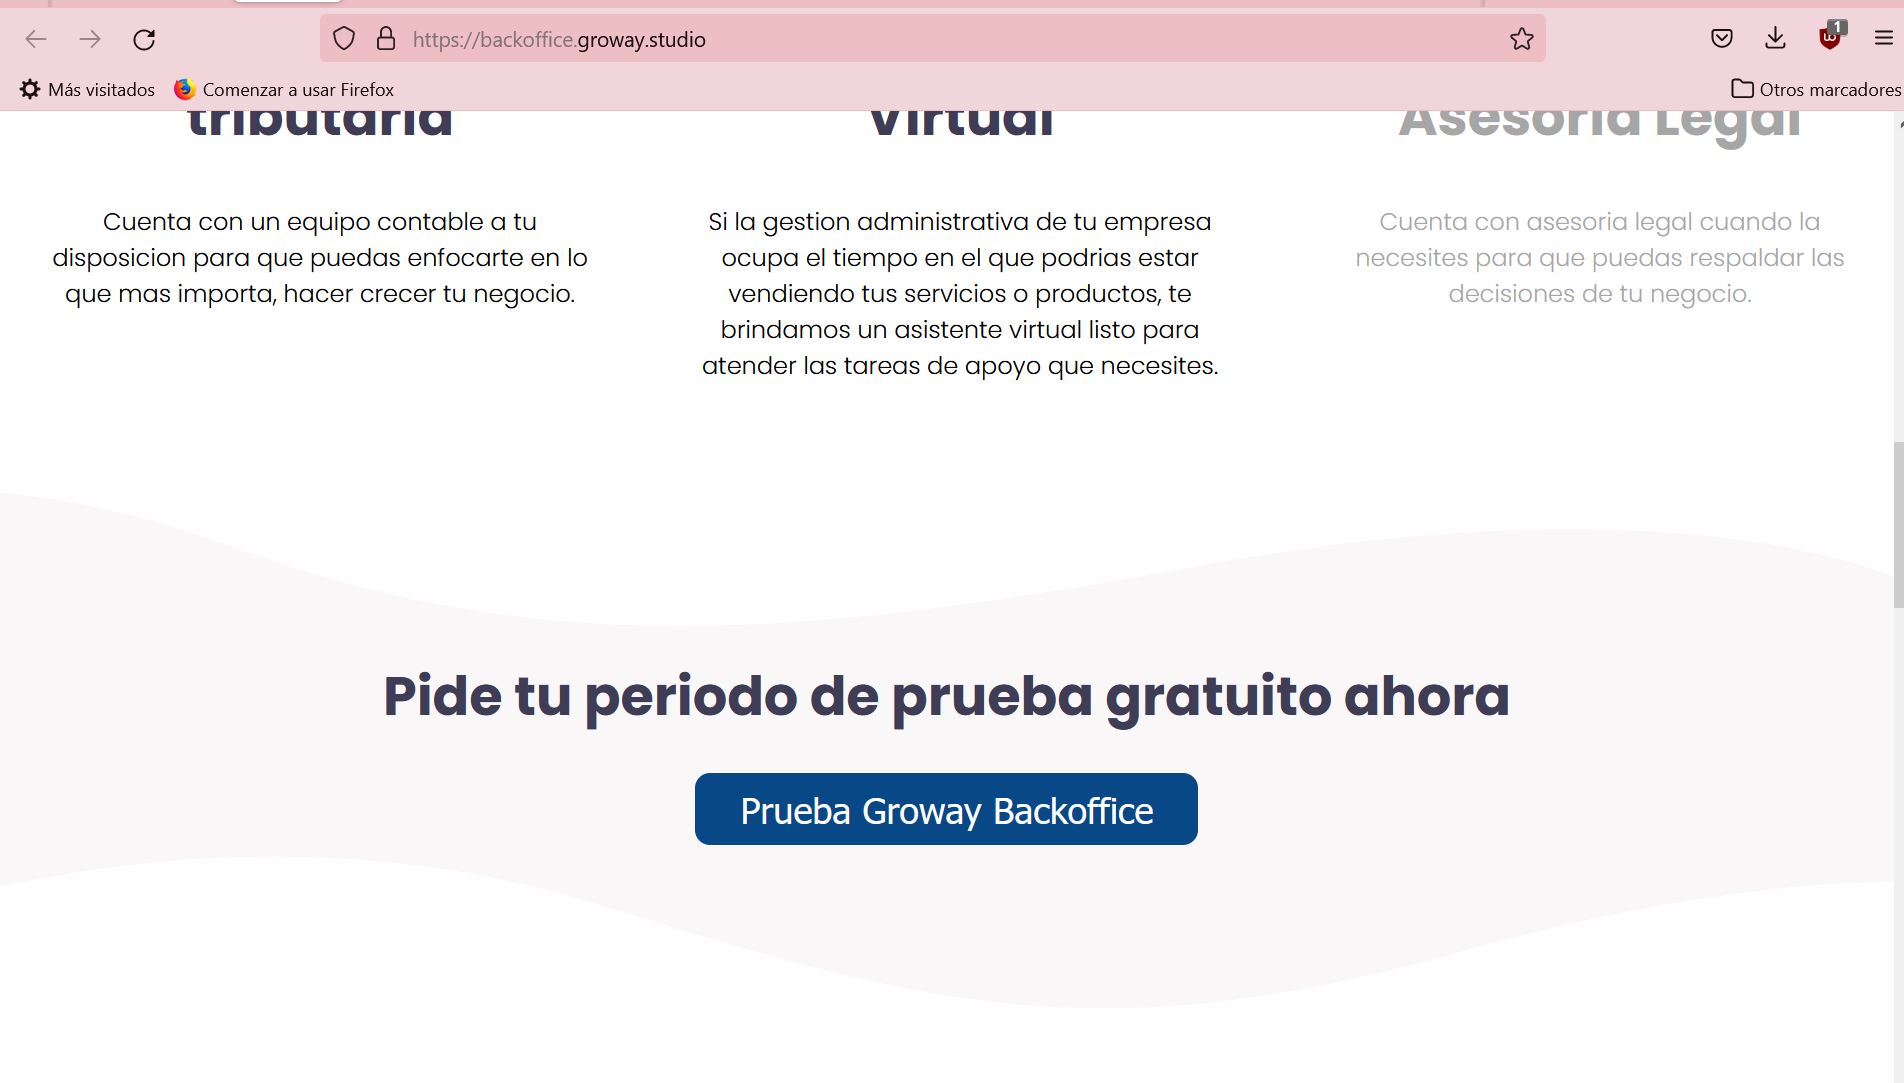 https://backoffice.groway.studio
1
Más visitados
Comenzar a usar Firefox
Otros marcadores
tributaria
Virtual
Asesoria Legal
Cuenta con un equipo contable a tu
disposicion para que puedas enfocarte en lo
que mas importa, hacer crecer tu negocio.
Si la gestion administrativa de tu empresa
ocupa el tiempo en el que podrias estar
vendiendo tus servicios o productos, te
brindamos un asistente virtual listo para
atender las tareas de apoyo que necesites.
Cuenta con asesoria legal cuando la
necesites para que puedas respaldar las
decisiones de tu negocio.
Pide tu periodo de prueba gratuito ahora
Prueba Groway Backoffice